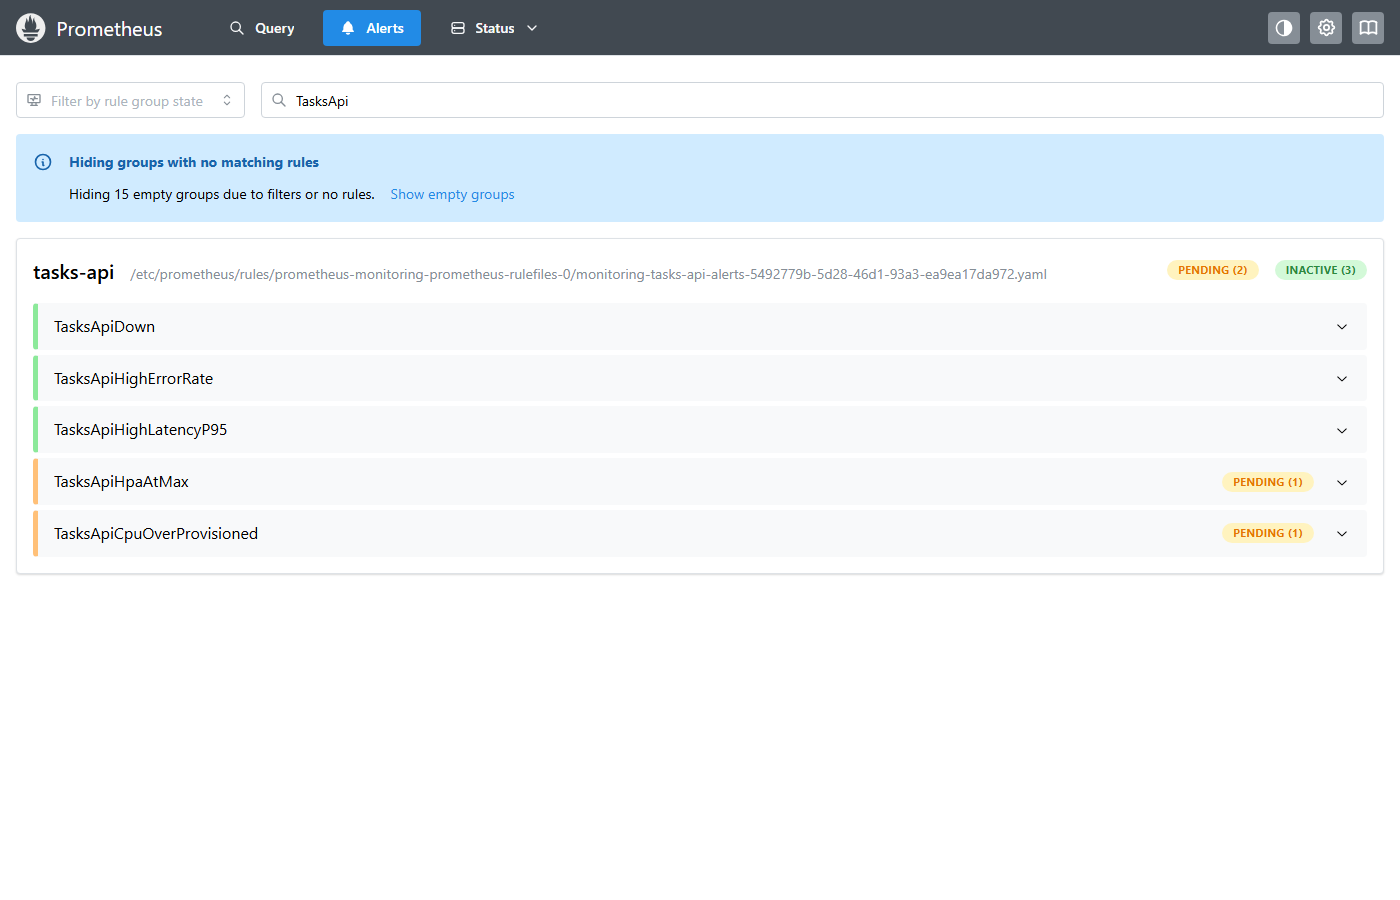 Prometheus Query Alerts Status
Filter by rule group state TasksApi
Hiding groups with no matching rules
Hiding 15 empty groups due to filters or no rules. Show empty groups
tasks-api /etc/prometheus/rules/prometheus-monitoring-prometheus-rulefiles-0/monitoring-tasks-api-alerts-5492779b-5d28-46d1-93a3-ea9ea17da972.yaml PENDING (2) INACTIVE (3)
TasksApiDown
TasksApiHighErrorRate
TasksApiHighLatencyP95
TasksApiHpaAtMax PENDING (1)
TasksApiCpuOverProvisioned PENDING (1)